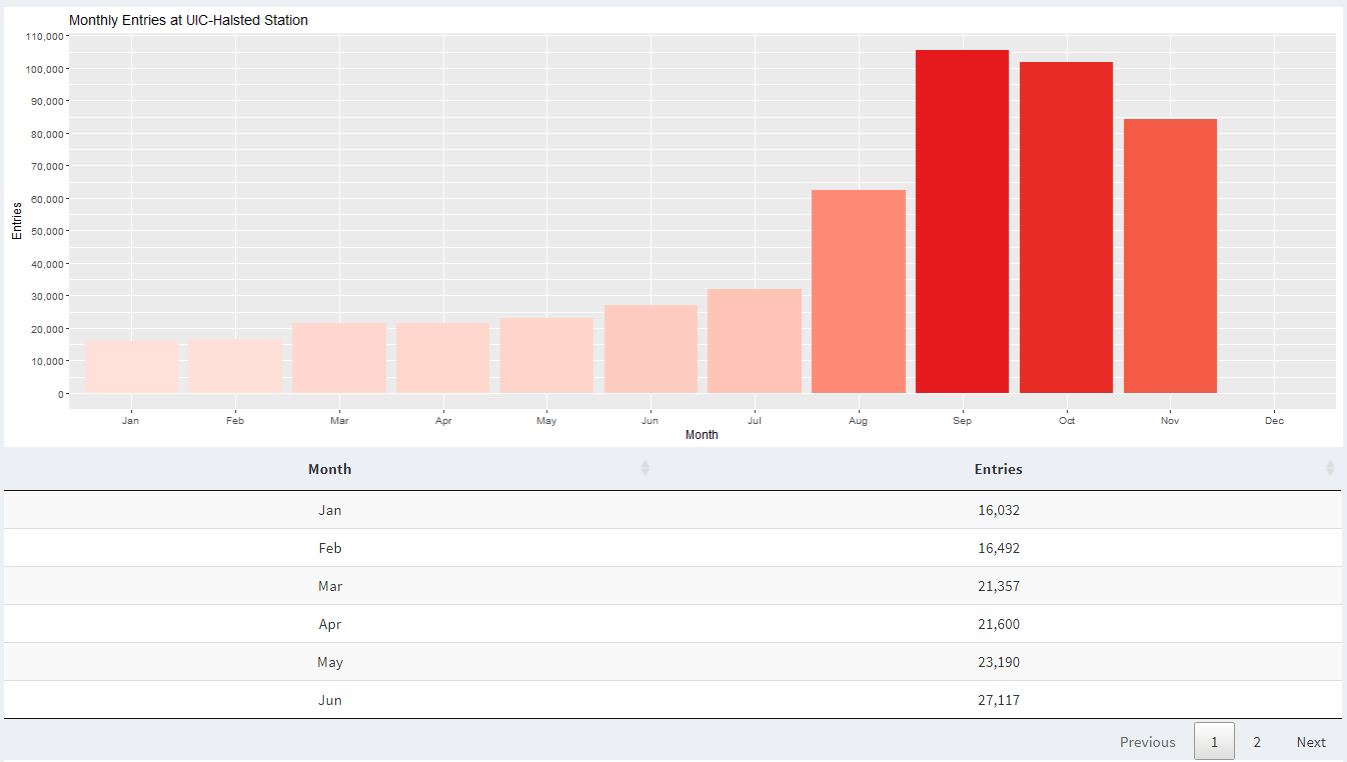 Monthly Entries at UIC-Halsted Station
110,000
100,000
90,000
80,000
70,000
60,000
50,000
40,000
30,000
20,000
10,000
0
Entries
Jan Feb Mar Apr May Jun Jul Aug Sep Oct Nov Dec
Month
Month Entries
Jan 16,032
Feb 16,492
Mar 21,357
Apr 21,600
May 23,190
Jun 27,117
Previous 1 2 Next